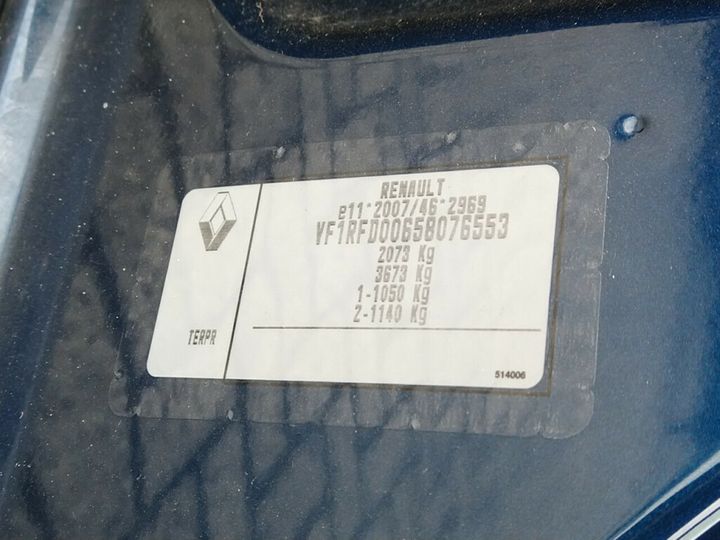 RENAULT
e11*2007/46*2969
VF1RFD00658076553
2073 Kg
3673 Kg
1-1050 Kg
2-1140 Kg
TERPR
514006